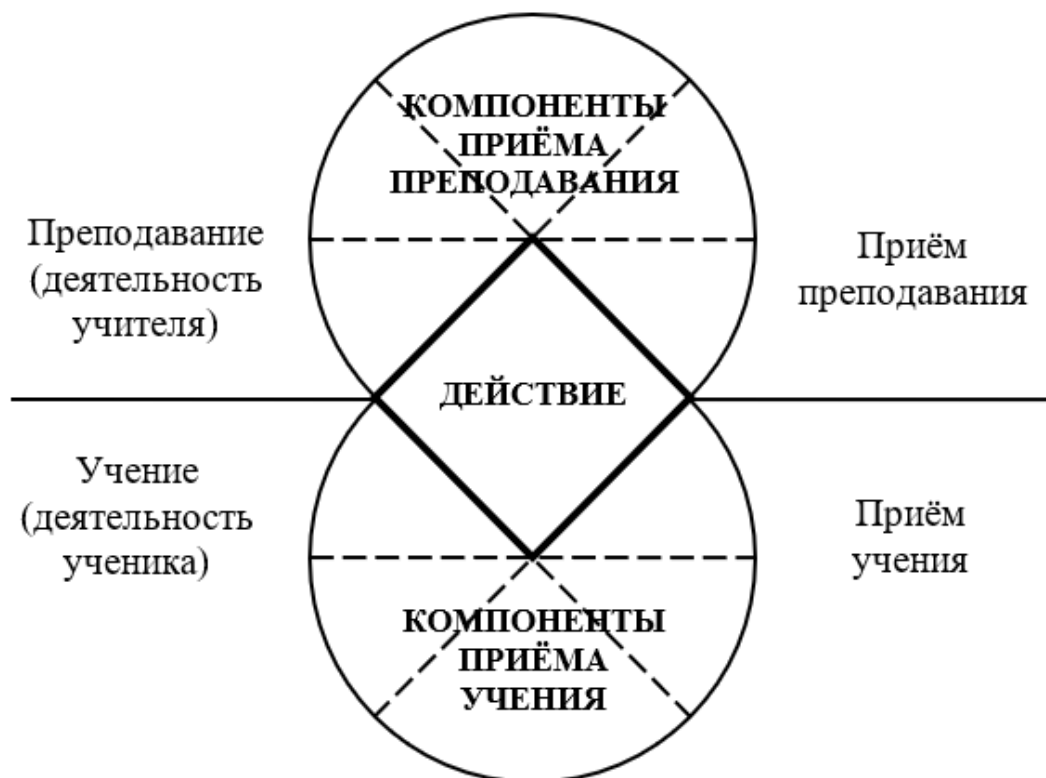 КОМПОНЕНТЫ
ПРИЁМА
ПРЕПОДАВАНИЯ
Преподавание
(деятельность
учителя)
Приём
преподавания
ДЕЙСТВИЕ
Учение
(деятельность
ученика)
Приём
учения
КОМПОНЕНТЫ
ПРИЁМА
УЧЕНИЯ